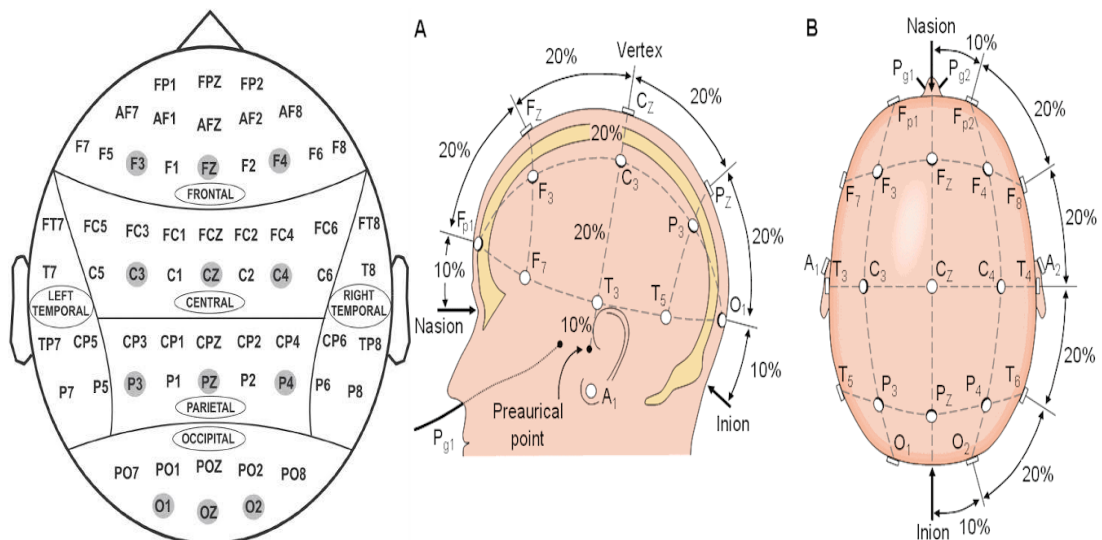 FP1 FPZ FP2
AF7 AF1 AFZ AF2 AF8
F7 F5 F3 F1 FZ F2 F4 F6 F8
FRONTAL
FT7 FC5 FC3 FC1 FCZ FC2 FC4 FC6 FT8
T7 C5 C3 C1 CZ C2 C4 C6 T8
LEFT
TEMPORAL
CENTRAL
RIGHT
TEMPORAL
TP7 CP5 CP3 CP1 CPZ CP2 CP4 CP6 TP8
P7 P5 P3 P1 PZ P2 P4 P6 P8
PARIETAL
OCCIPITAL
PO7 PO1 POZ PO2 PO8
O1 OZ O2
A
20% Vertex
20%
FZ CZ
20% 20% 20%
F3 C3 PZ
Fp1 P3
20% 20%
10% F7
T3 T5 O1
Nasion
10% 10%
A1
Preaurical
point
Inion
Pg1
B
Nasion
10%
Pg1 Pg2
Fp1 Fp2 20%
F7 F3 FZ F4 F8
20%
A1 T3 C3 CZ C4 T4 A2
20%
T5 P3 PZ P4 T6
O1 O2
20%
Inion
10%